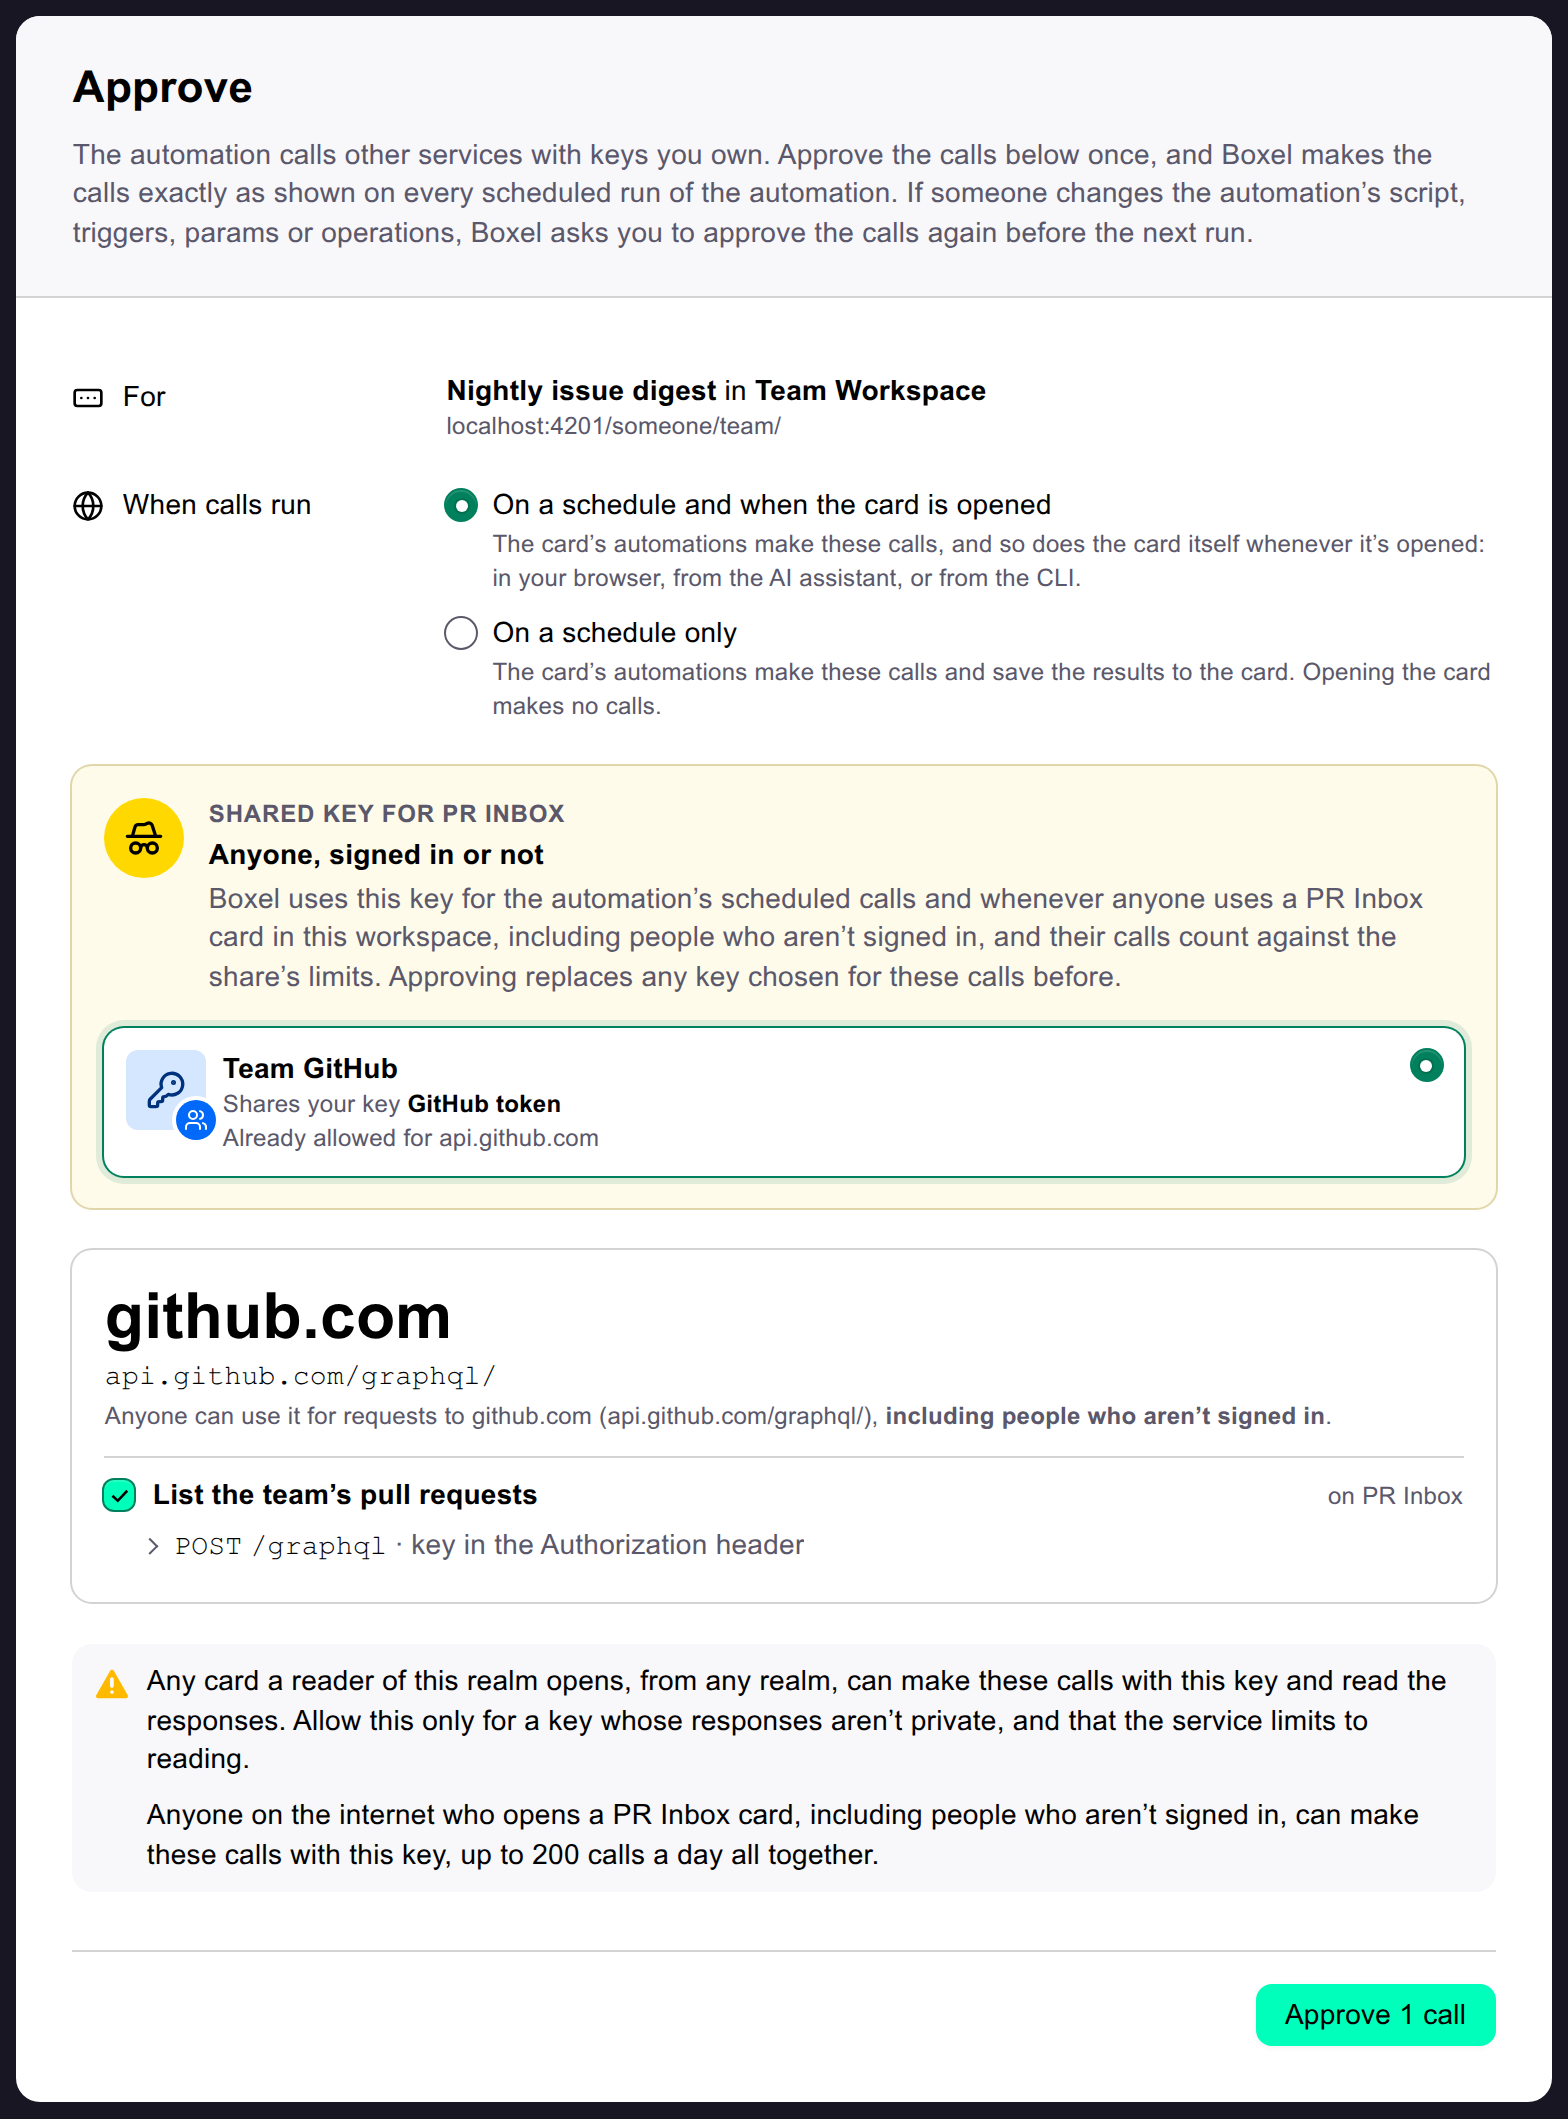 Approve
The automation calls other services with keys you own. Approve the calls below once, and Boxel makes the
calls exactly as shown on every scheduled run of the automation. If someone changes the automation’s script,
triggers, params or operations, Boxel asks you to approve the calls again before the next run.
For
Nightly issue digest in Team Workspace
localhost:4201/someone/team/
When calls run
On a schedule and when the card is opened
The card’s automations make these calls, and so does the card itself whenever it’s opened:
in your browser, from the AI assistant, or from the CLI.
On a schedule only
The card’s automations make these calls and save the results to the card. Opening the card
makes no calls.
SHARED KEY FOR PR INBOX
Anyone, signed in or not
Boxel uses this key for the automation’s scheduled calls and whenever anyone uses a PR Inbox
card in this workspace, including people who aren’t signed in, and their calls count against the
share’s limits. Approving replaces any key chosen for these calls before.
Team GitHub
Shares your key GitHub token
Already allowed for api.github.com
github.com
api.github.com/graphql/
Anyone can use it for requests to github.com (api.github.com/graphql/), including people who aren’t signed in.
List the team’s pull requests
on PR Inbox
POST /graphql · key in the Authorization header
Any card a reader of this realm opens, from any realm, can make these calls with this key and read the
responses. Allow this only for a key whose responses aren’t private, and that the service limits to
reading.
Anyone on the internet who opens a PR Inbox card, including people who aren’t signed in, can make
these calls with this key, up to 200 calls a day all together.
Approve 1 call